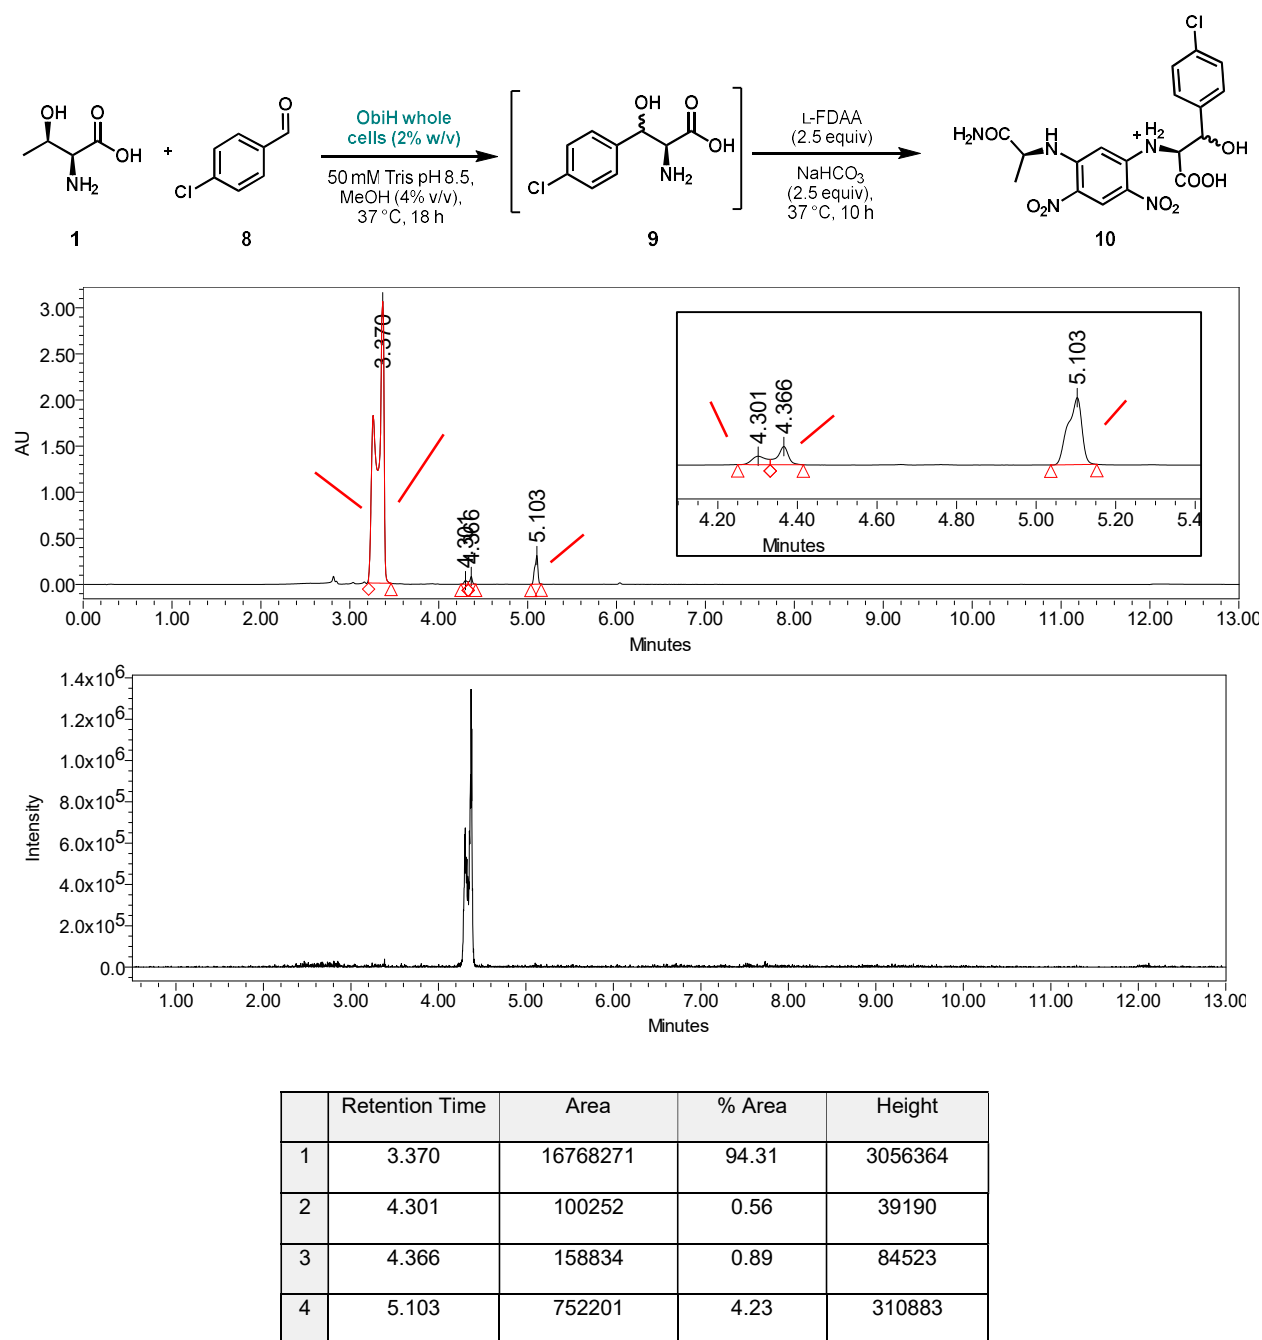 OH
O
OH
NH2
1
+
O
Cl
8
ObiH whole
cells (2% w/v)
50 mM Tris pH 8.5,
MeOH (4% v/v),
37 °C, 18 h
OH
O
OH
NH2
Cl
9
L-FDAA
(2.5 equiv)
NaHCO3
(2.5 equiv),
37 °C, 10 h
Cl
H2NOC
H
N
+
H2
N
OH
COOH
O2N
NO2
10
AU
3.00
2.50
2.00
1.50
1.00
0.50
0.00
3.370
4.301
4.366
5.103
0.00 1.00 2.00 3.00 4.00 5.00 6.00 7.00 8.00 9.00 10.00 11.00 12.00 13.00
Minutes
4.301
4.366
5.103
4.20 4.40 4.60 4.80 5.00 5.20 5.4
Minutes
Intensity
1.4x10^6
1.2x10^6
1.0x10^6
8.0x10^5
6.0x10^5
4.0x10^5
2.0x10^5
0.0
1.00 2.00 3.00 4.00 5.00 6.00 7.00 8.00 9.00 10.00 11.00 12.00 13.00
Minutes
Retention Time Area % Area Height
1 3.370 16768271 94.31 3056364
2 4.301 100252 0.56 39190
3 4.366 158834 0.89 84523
4 5.103 752201 4.23 310883